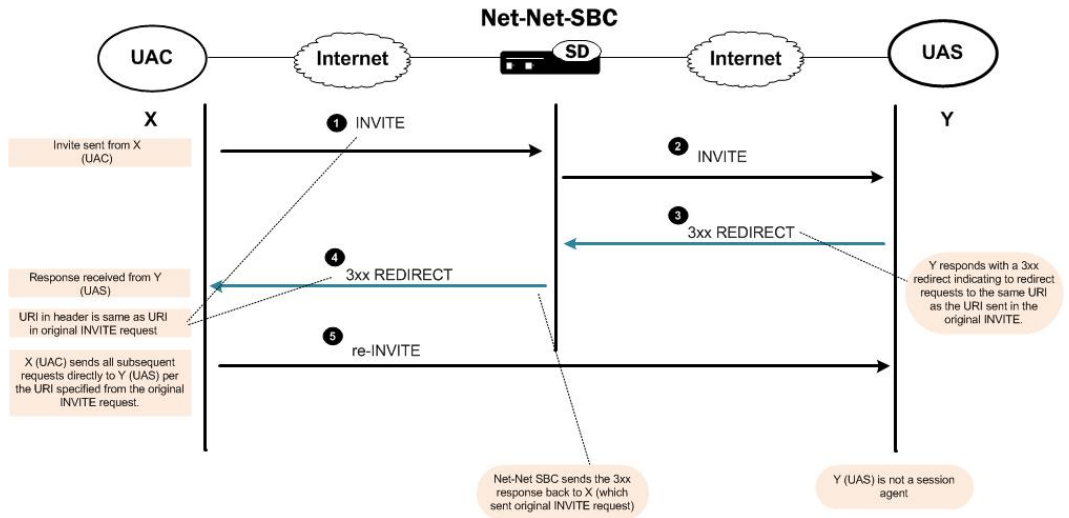 Net-Net-SBC
UAC
Internet
SD
Internet
UAS
X
Y
1 INVITE
Invite sent from X
(UAC)
2
INVITE
3
3xx REDIRECT
4
3xx REDIRECT
Response received from Y
(UAS)
Y responds with a 3xx
redirect indicating to redirect
requests to the same URI
as the URI sent in the
original INVITE.
URI in header is same as URI
in original INVITE request
5
re-INVITE
X (UAC) sends all subsequent
requests directly to Y (UAS) per
the URI specified from the original
INVITE request.
Net-Net SBC sends the 3xx
response back to X (which
sent original INVITE request)
Y (UAS) is not a session
agent